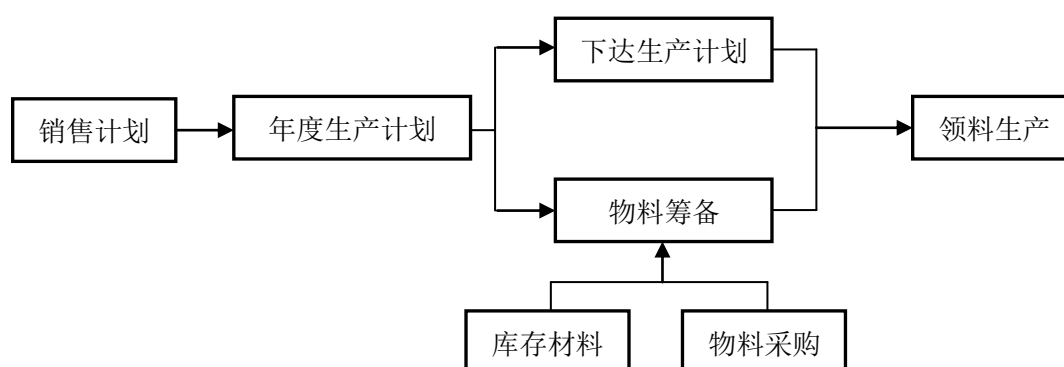 下达生产计划
销售计划
年度生产计划
领料生产
物料筹备
库存材料
物料采购